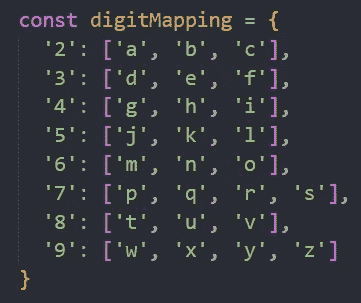 const digitMapping = {
  '2': ['a', 'b', 'c'],
  '3': ['d', 'e', 'f'],
  '4': ['g', 'h', 'i'],
  '5': ['j', 'k', 'l'],
  '6': ['m', 'n', 'o'],
  '7': ['p', 'q', 'r', 's'],
  '8': ['t', 'u', 'v'],
  '9': ['w', 'x', 'y', 'z']
}